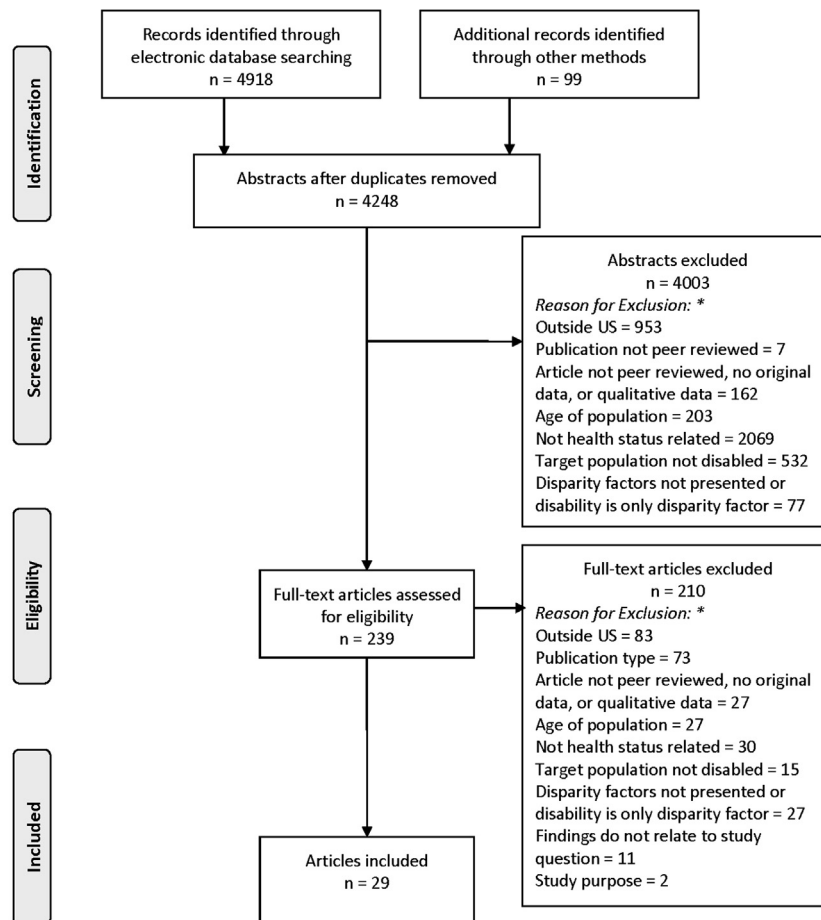 Records identified through
electronic database searching
n = 4918
Additional records identified
through other methods
n = 99
Identification
Abstracts after duplicates removed
n = 4248
Screening
Abstracts excluded
n = 4003
Reason for Exclusion: *
Outside US = 953
Publication not peer reviewed = 7
Article not peer reviewed, no original
data, or qualitative data = 162
Age of population = 203
Not health status related = 2069
Target population not disabled = 532
Disparity factors not presented or
disability is only disparity factor = 77
Eligibility
Full-text articles assessed
for eligibility
n = 239
Full-text articles excluded
n = 210
Reason for Exclusion: *
Outside US = 83
Publication type = 73
Article not peer reviewed, no original
data, or qualitative data = 27
Age of population = 27
Not health status related = 30
Target population not disabled = 15
Disparity factors not presented or
disability is only disparity factor = 27
Findings do not relate to study
question = 11
Study purpose = 2
Included
Articles included
n = 29